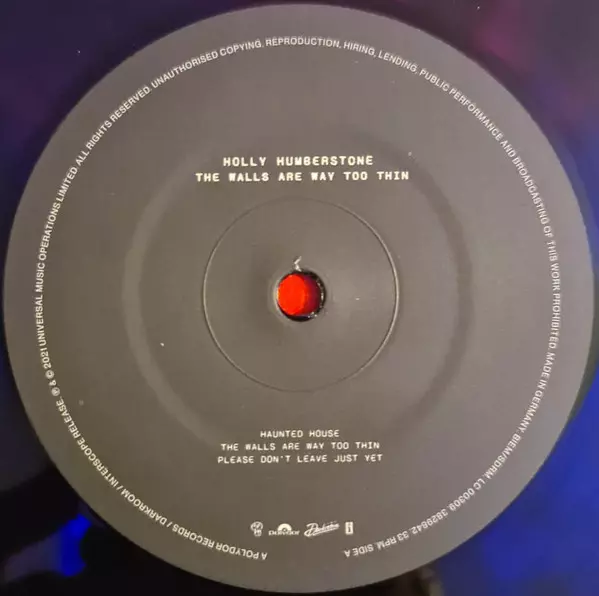 HOLLY HUMBERSTONE
THE WALLS ARE WAY TOO THIN
HAUNTED HOUSE
THE WALLS ARE WAY TOO THIN
PLEASE DON'T LEAVE JUST YET
polydor
Darkroom
A POLYDOR RECORDS / DARKROOM / INTERSCOPE RELEASE. ℗ & © 2021 UNIVERSAL MUSIC OPERATIONS LIMITED. ALL RIGHTS RESERVED. UNAUTHORISED COPYING, REPRODUCTION, HIRING, LENDING, PUBLIC PERFORMANCE AND BROADCASTING OF THIS WORK PROHIBITED. MADE IN GERMANY. BIEM/SDRM. LC 00309. 3829842. 33 RPM. SIDE A